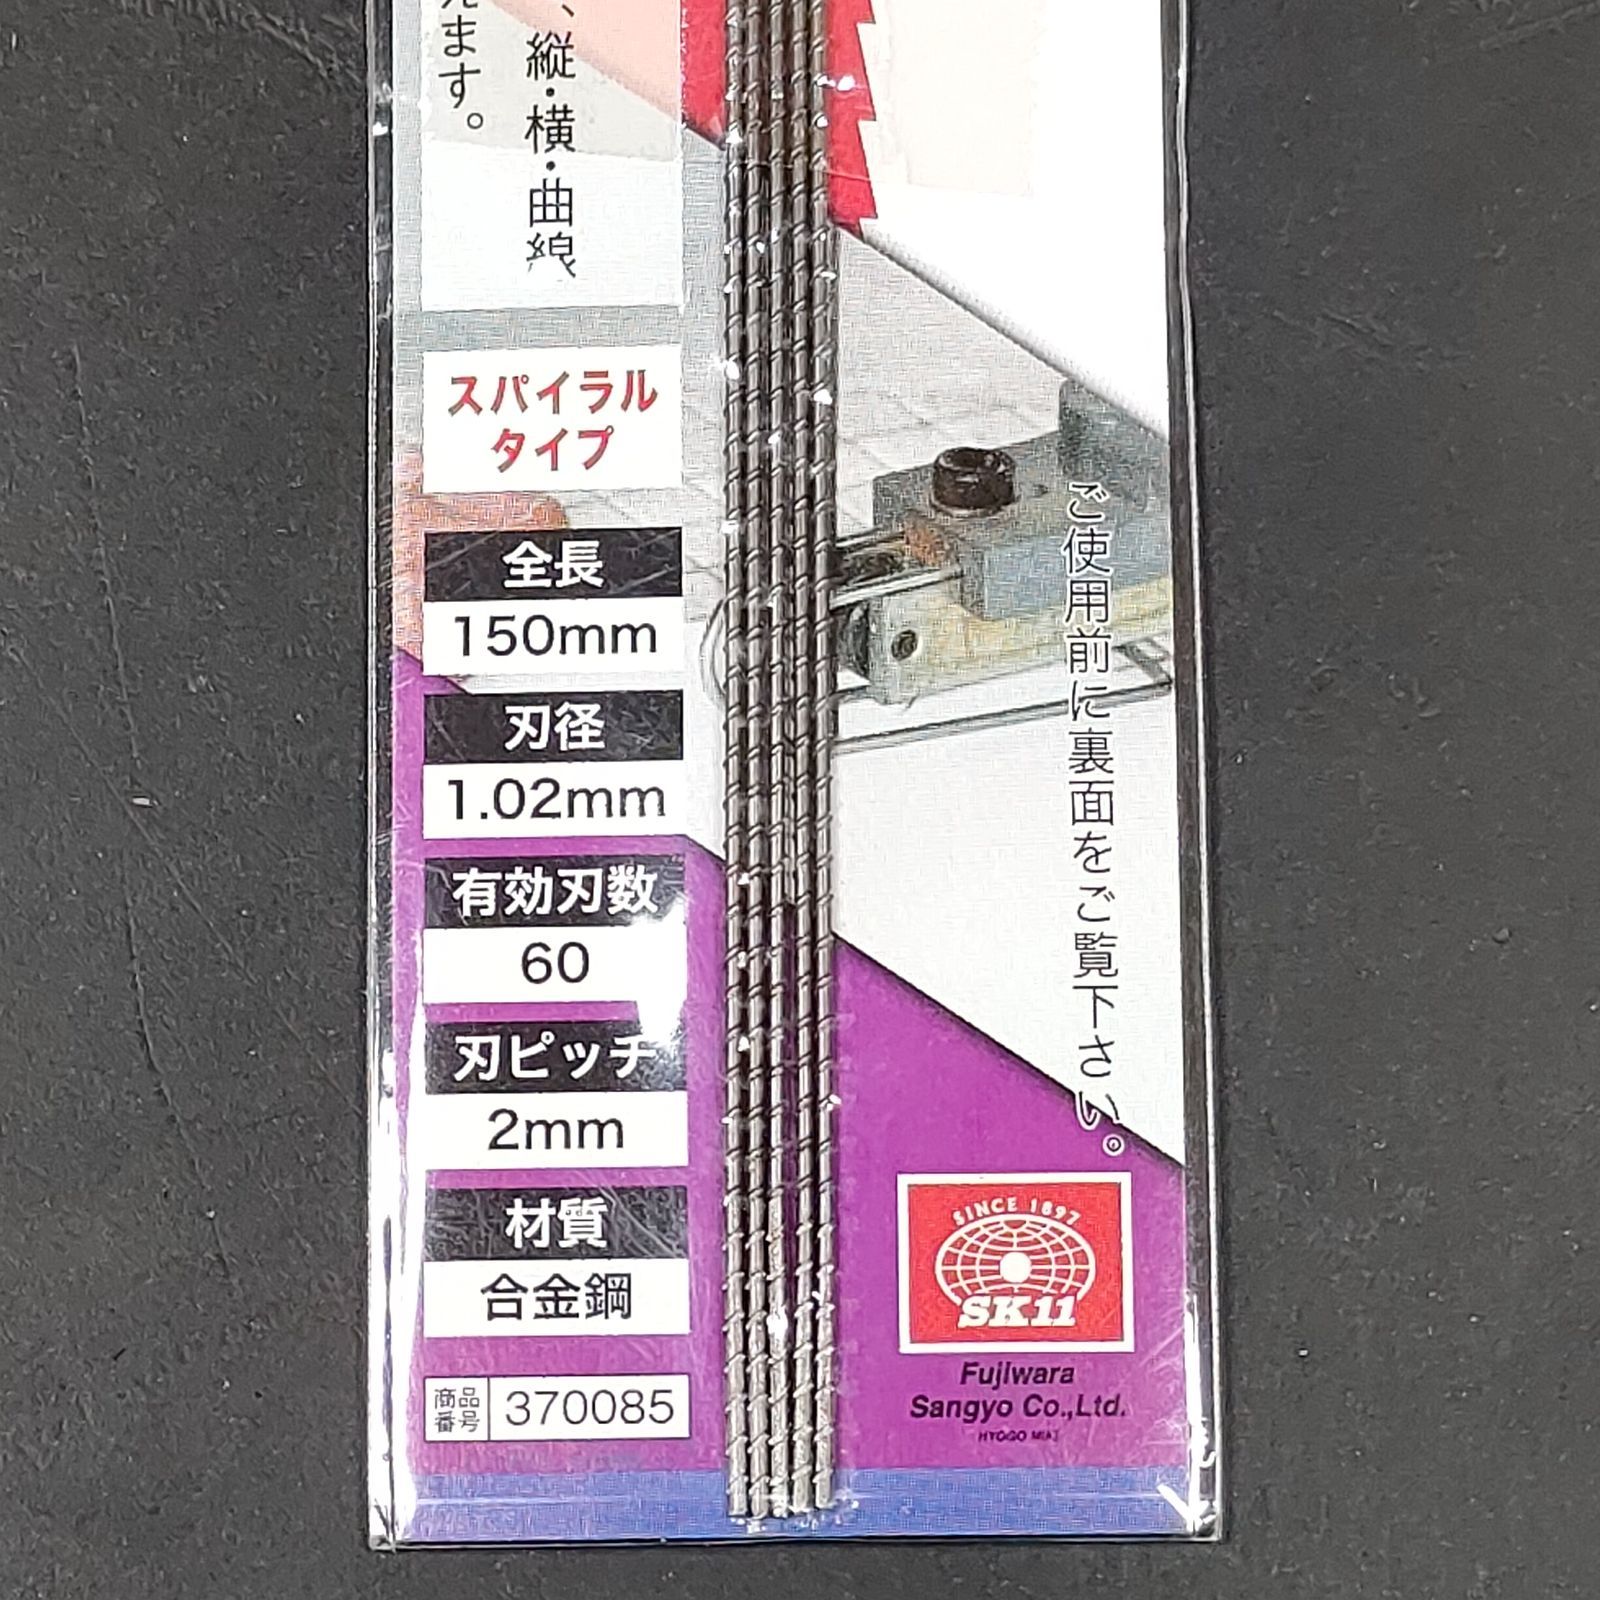 、縦・横・曲線
えます。
スパイラル
タイプ
全長
150mm
刃径
1.02mm
有効刃数
60
刃ピッチ
2mm
材質
合金鋼
商品
番号
370085
ご使用前に裏面をご覧下さい。
SINCE 1897
SK11
Fujiwara
Sangyo Co.,Ltd.
HYOGO MIKI